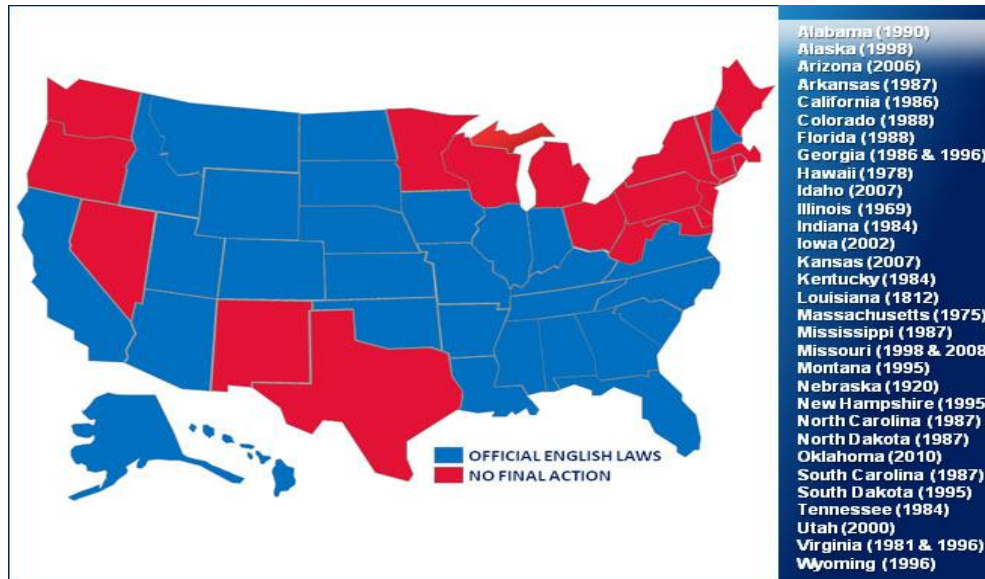 OFFICIAL ENGLISH LAWS
NO FINAL ACTION
Alabama (1990)
Alaska (1998)
Arizona (2006)
Arkansas (1987)
California (1986)
Colorado (1988)
Florida (1988)
Georgia (1986 & 1996)
Hawaii (1978)
Idaho (2007)
Illinois (1969)
Indiana (1984)
Iowa (2002)
Kansas (2007)
Kentucky (1984)
Louisiana (1812)
Massachusetts (1975)
Mississippi (1987)
Missouri (1998 & 2008
Montana (1995)
Nebraska (1920)
New Hampshire (1995
North Carolina (1987)
North Dakota (1987)
Oklahoma (2010)
South Carolina (1987)
South Dakota (1995)
Tennessee (1984)
Utah (2000)
Virginia (1981 & 1996)
Wyoming (1996)